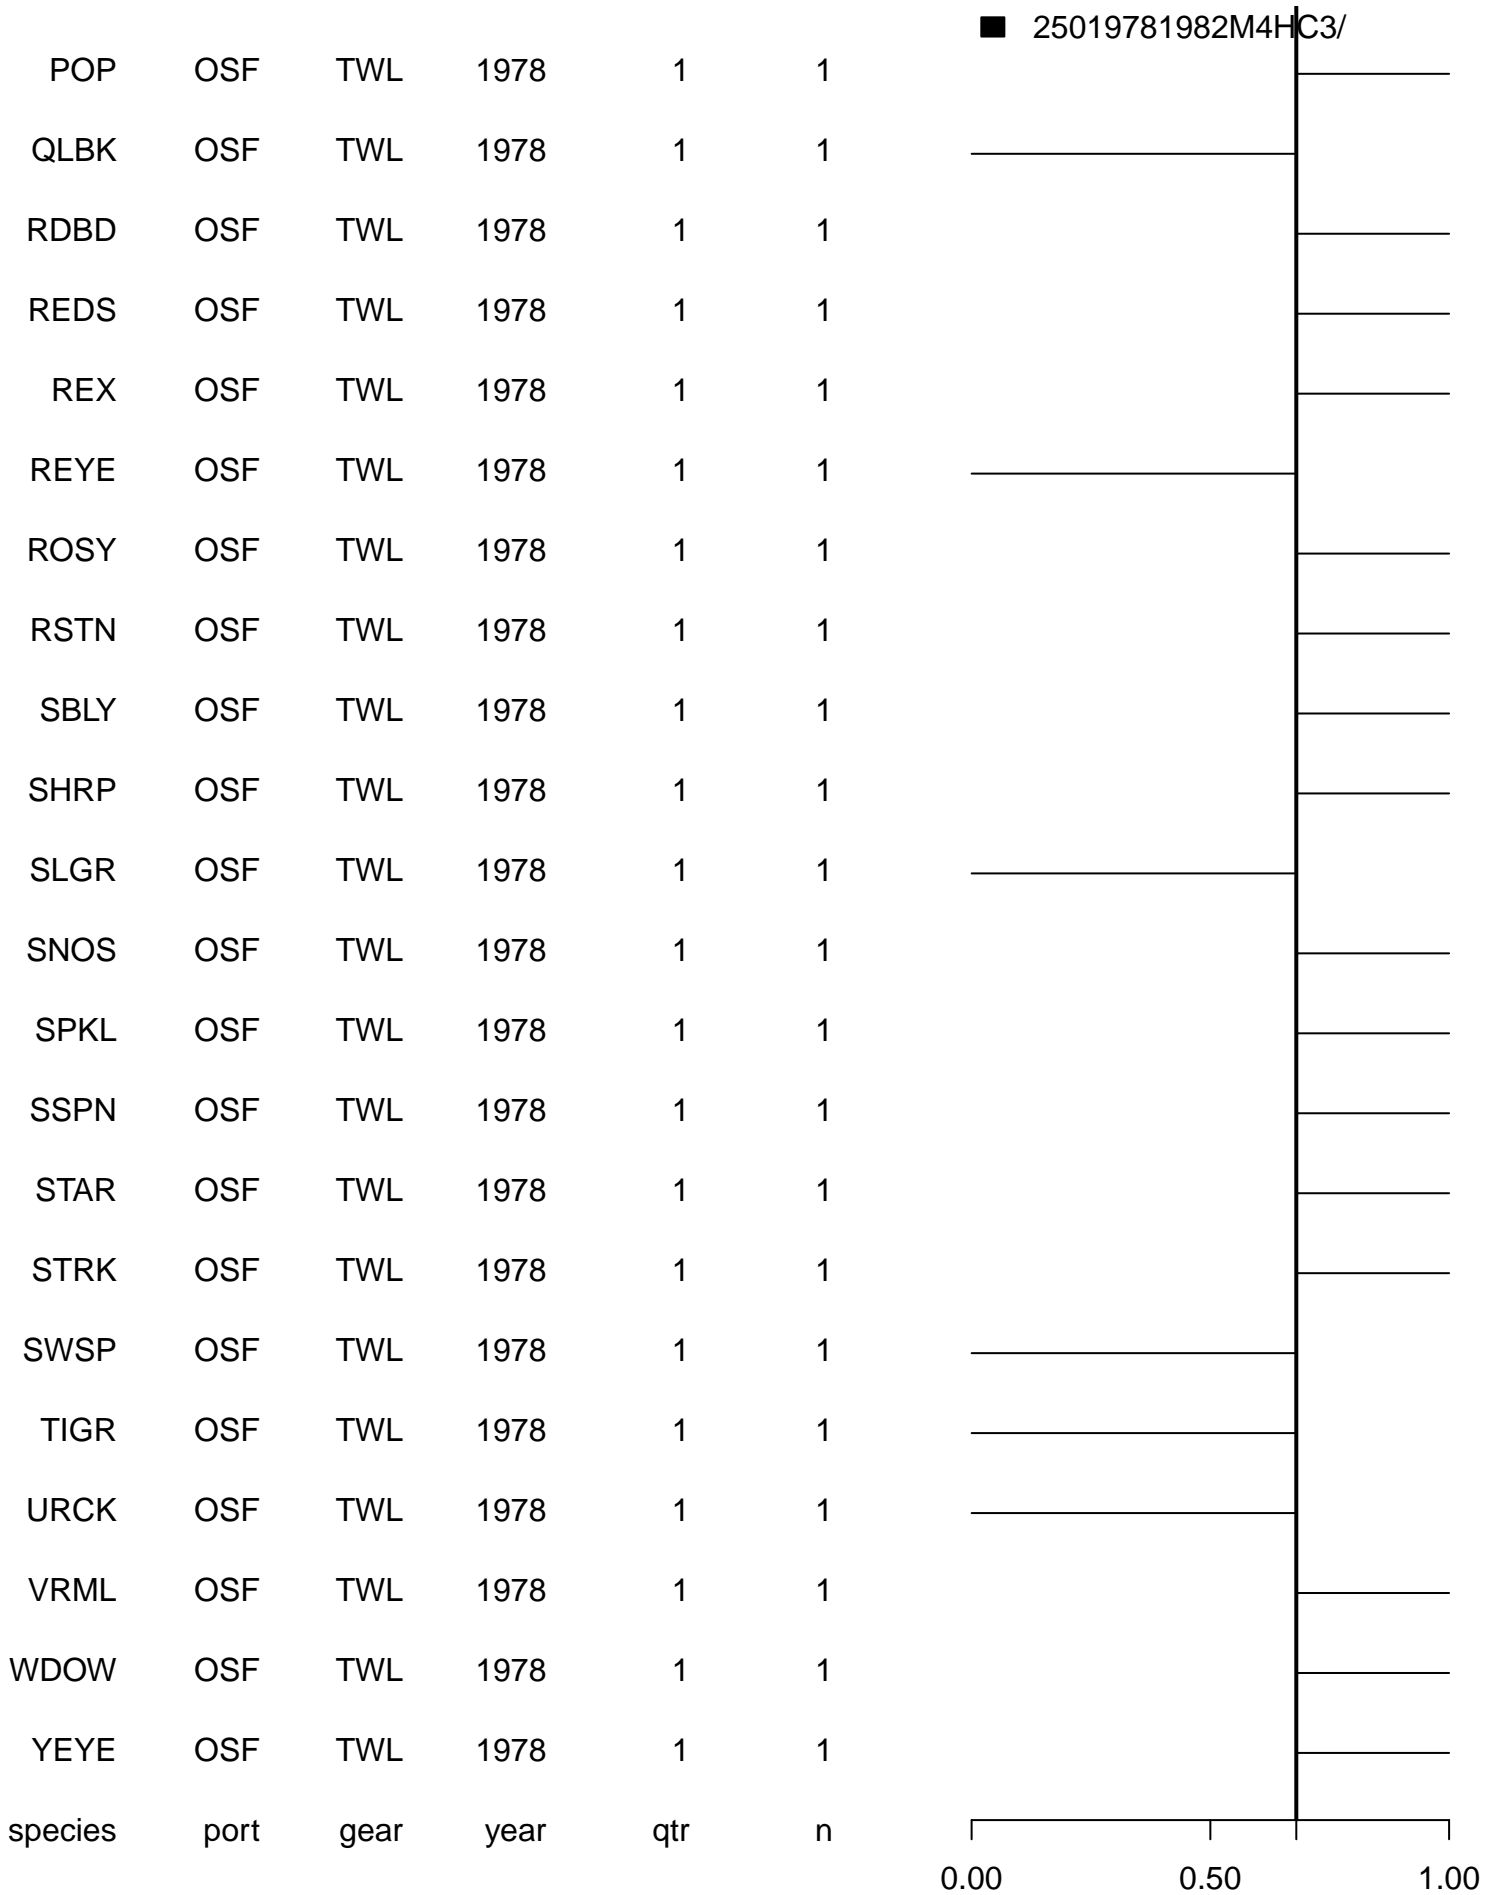 25019781982M4HC3/
POP OSF TWL 1978 1 1
QLBK OSF TWL 1978 1 1
RDBD OSF TWL 1978 1 1
REDS OSF TWL 1978 1 1
REX OSF TWL 1978 1 1
REYE OSF TWL 1978 1 1
ROSY OSF TWL 1978 1 1
RSTN OSF TWL 1978 1 1
SBLY OSF TWL 1978 1 1
SHRP OSF TWL 1978 1 1
SLGR OSF TWL 1978 1 1
SNOS OSF TWL 1978 1 1
SPKL OSF TWL 1978 1 1
SSPN OSF TWL 1978 1 1
STAR OSF TWL 1978 1 1
STRK OSF TWL 1978 1 1
SWSP OSF TWL 1978 1 1
TIGR OSF TWL 1978 1 1
URCK OSF TWL 1978 1 1
VRML OSF TWL 1978 1 1
WDOW OSF TWL 1978 1 1
YEYE OSF TWL 1978 1 1
species port gear year qtr n
0.00 0.50 1.00